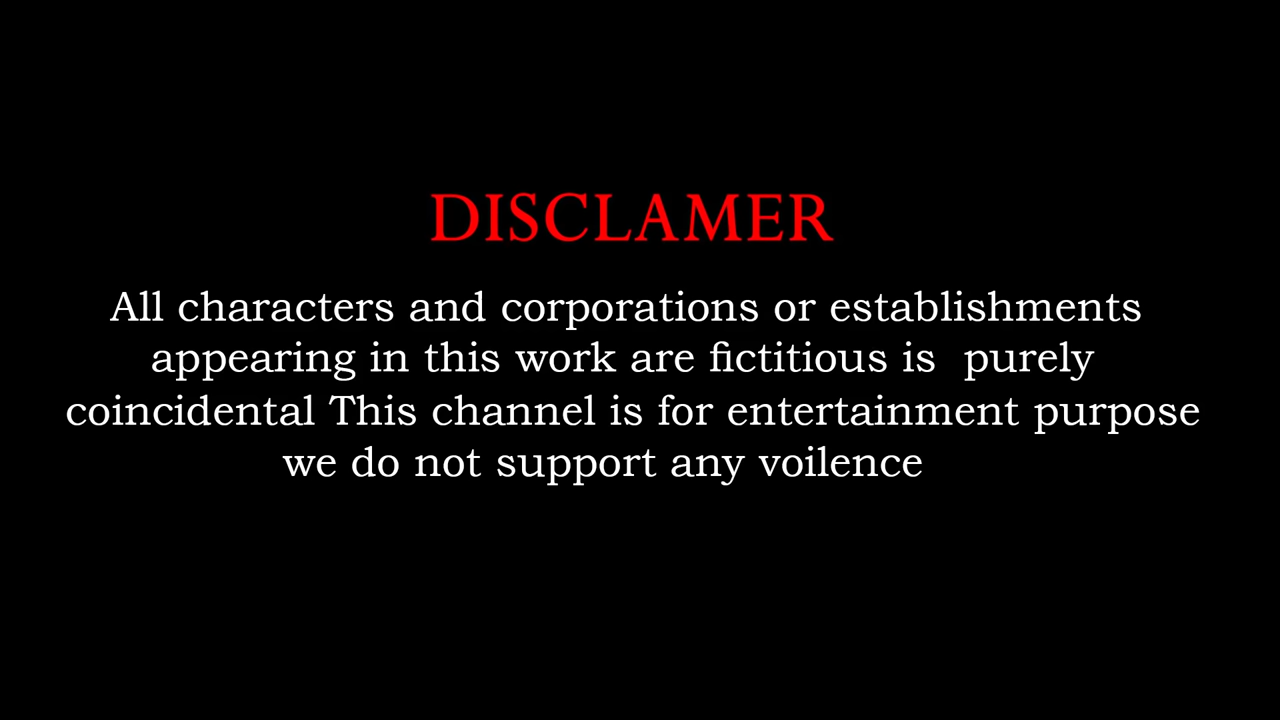 DISCLAMER
All characters and corporations or establishments
appearing in this work are fictitious is  purely
coincidental This channel is for entertainment purpose
we do not support any voilence